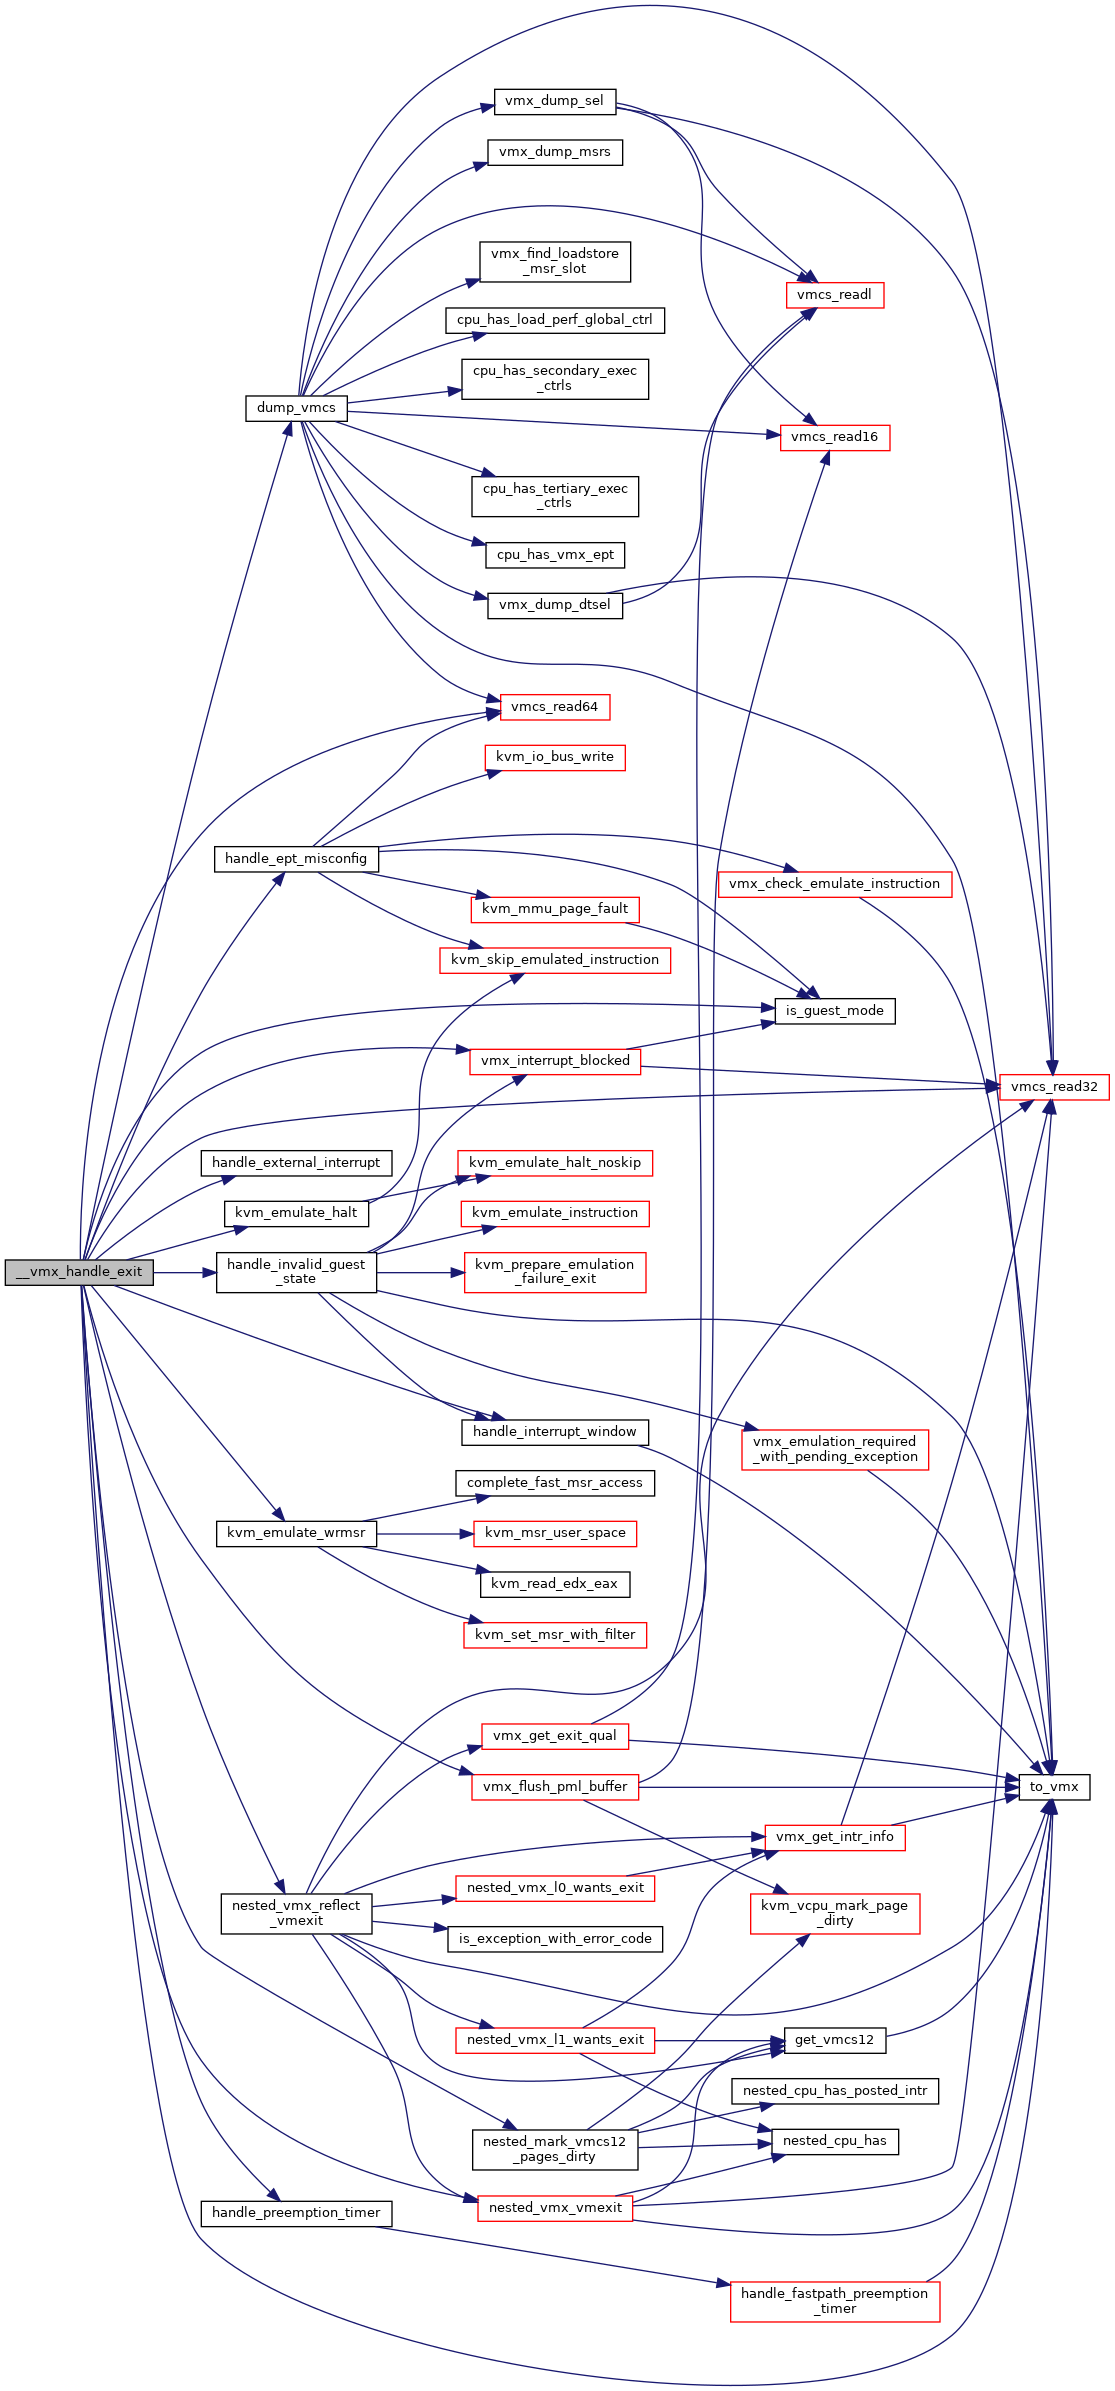 vmx_dump_sel
vmx_dump_msrs
vmx_find_loadstore
_msr_slot
vmcs_readl
cpu_has_load_perf_global_ctrl
cpu_has_secondary_exec
_ctrls
dump_vmcs
vmcs_read16
cpu_has_tertiary_exec
_ctrls
cpu_has_vmx_ept
vmx_dump_dtsel
vmcs_read64
kvm_io_bus_write
handle_ept_misconfig
vmx_check_emulate_instruction
kvm_mmu_page_fault
kvm_skip_emulated_instruction
is_guest_mode
vmx_interrupt_blocked
vmcs_read32
handle_external_interrupt
kvm_emulate_halt_noskip
kvm_emulate_halt
kvm_emulate_instruction
__vmx_handle_exit
handle_invalid_guest
_state
kvm_prepare_emulation
_failure_exit
handle_interrupt_window
vmx_emulation_required
_with_pending_exception
complete_fast_msr_access
kvm_emulate_wrmsr
kvm_msr_user_space
kvm_read_edx_eax
kvm_set_msr_with_filter
vmx_get_exit_qual
vmx_flush_pml_buffer
to_vmx
vmx_get_intr_info
nested_vmx_l0_wants_exit
nested_vmx_reflect
_vmexit
kvm_vcpu_mark_page
_dirty
is_exception_with_error_code
nested_vmx_l1_wants_exit
get_vmcs12
nested_cpu_has_posted_intr
nested_mark_vmcs12
_pages_dirty
nested_cpu_has
nested_vmx_vmexit
handle_preemption_timer
handle_fastpath_preemption
_timer